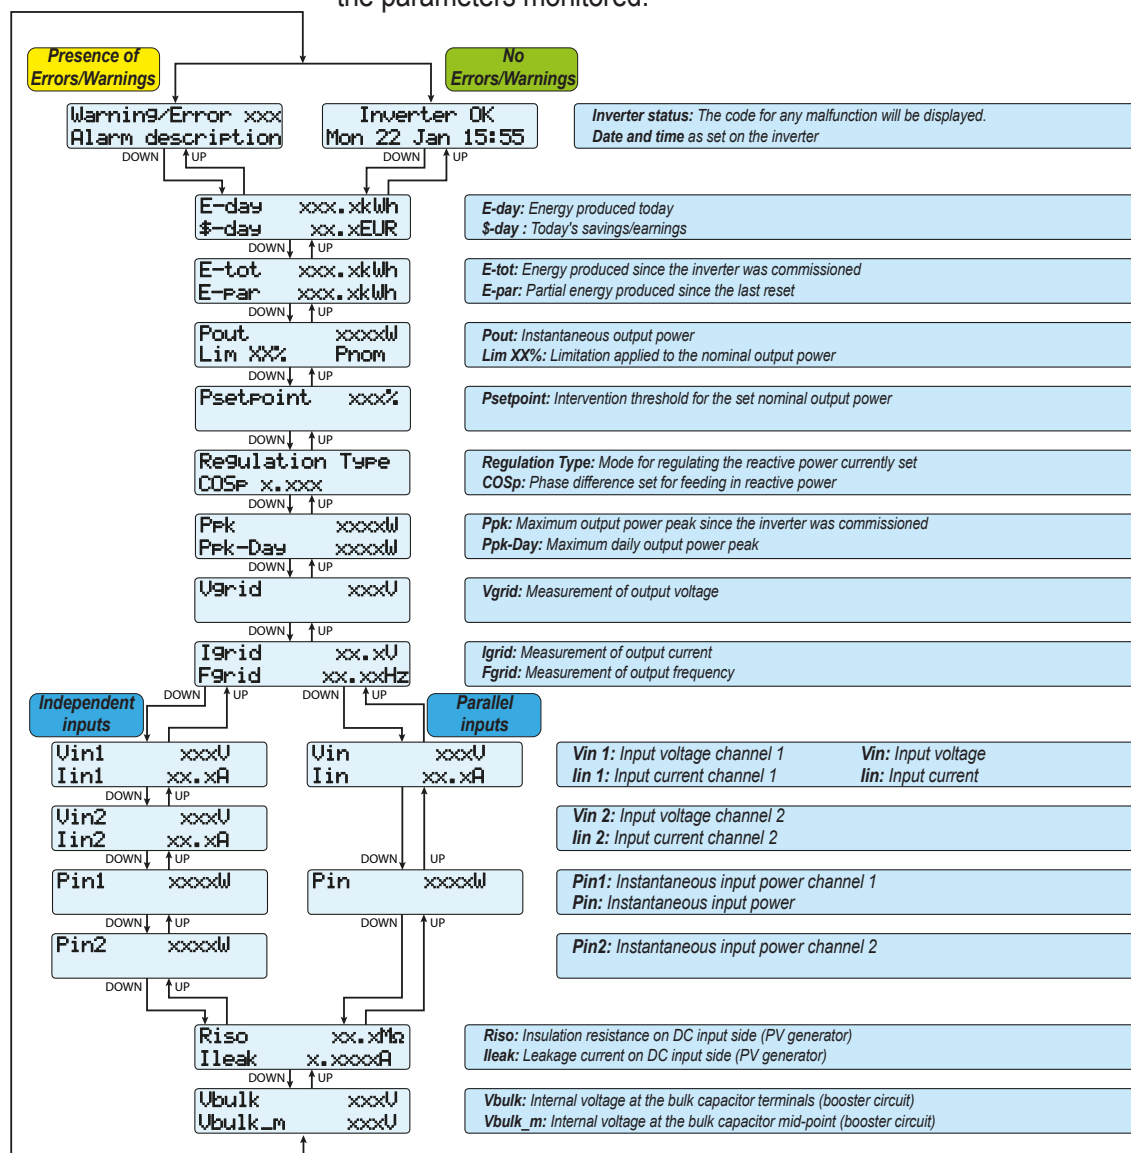 the parameters monitored.
Presence of
Errors/Warnings
No
Errors/Warnings
Warning/Error xxx
Alarm description
Inverter OK
Mon 22 Jan 15:55
Inverter status: The code for any malfunction will be displayed.
Date and time as set on the inverter
DOWN UP
DOWN UP
E-day xxx.xkWh
$-day xx.xEUR
E-day: Energy produced today
$-day : Today's savings/earnings
DOWN UP
E-tot xxx.xkWh
E-par xxx.xkWh
E-tot: Energy produced since the inverter was commissioned
E-par: Partial energy produced since the last reset
DOWN UP
Pout xxxxW
Lim XX% Pnom
Pout: Instantaneous output power
Lim XX%: Limitation applied to the nominal output power
DOWN UP
Psetpoint xxx%
Psetpoint: Intervention threshold for the set nominal output power
DOWN UP
Regulation Type
COSp x.xxx
Regulation Type: Mode for regulating the reactive power currently set
COSp: Phase difference set for feeding in reactive power
DOWN UP
Ppk xxxxW
Ppk-Day xxxxW
Ppk: Maximum output power peak since the inverter was commissioned
Ppk-Day: Maximum daily output power peak
DOWN UP
Vgrid xxxV
Vgrid: Measurement of output voltage
DOWN UP
Igrid xx.xV
Fgrid xx.xxHz
Igrid: Measurement of output current
Fgrid: Measurement of output frequency
DOWN UP
DOWN UP
Independent
inputs
Parallel
inputs
Vin1 xxxV
Iin1 xx.xA
Vin xxxV
Iin xx.xA
Vin 1: Input voltage channel 1 Vin: Input voltage
Iin 1: Input current channel 1 Iin: Input current
DOWN UP
Vin2 xxxV
Iin2 xx.xA
Vin 2: Input voltage channel 2
Iin 2: Input current channel 2
DOWN UP
DOWN UP
Pin1 xxxxW
Pin xxxxW
Pin1: Instantaneous input power channel 1
Pin: Instantaneous input power
DOWN UP
DOWN UP
Pin2 xxxxW
Pin2: Instantaneous input power channel 2
DOWN UP
Riso xx.xMΩ
Ileak x.xxxxA
Riso: Insulation resistance on DC input side (PV generator)
Ileak: Leakage current on DC input side (PV generator)
DOWN UP
Vbulk xxxV
Vbulk_m xxxV
Vbulk: Internal voltage at the bulk capacitor terminals (booster circuit)
Vbulk_m: Internal voltage at the bulk capacitor mid-point (booster circuit)